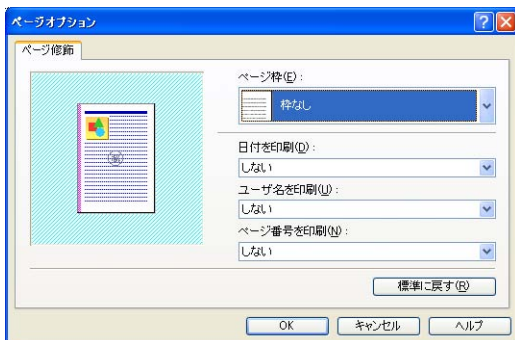 ページオプション
ページ修飾
ページ枠(E) :
枠なし
日付を印刷(D) :
しない
ユーザ名を印刷(U) :
しない
ページ番号を印刷(N) :
しない
標準に戻す(R)
OK キャンセル ヘルプ